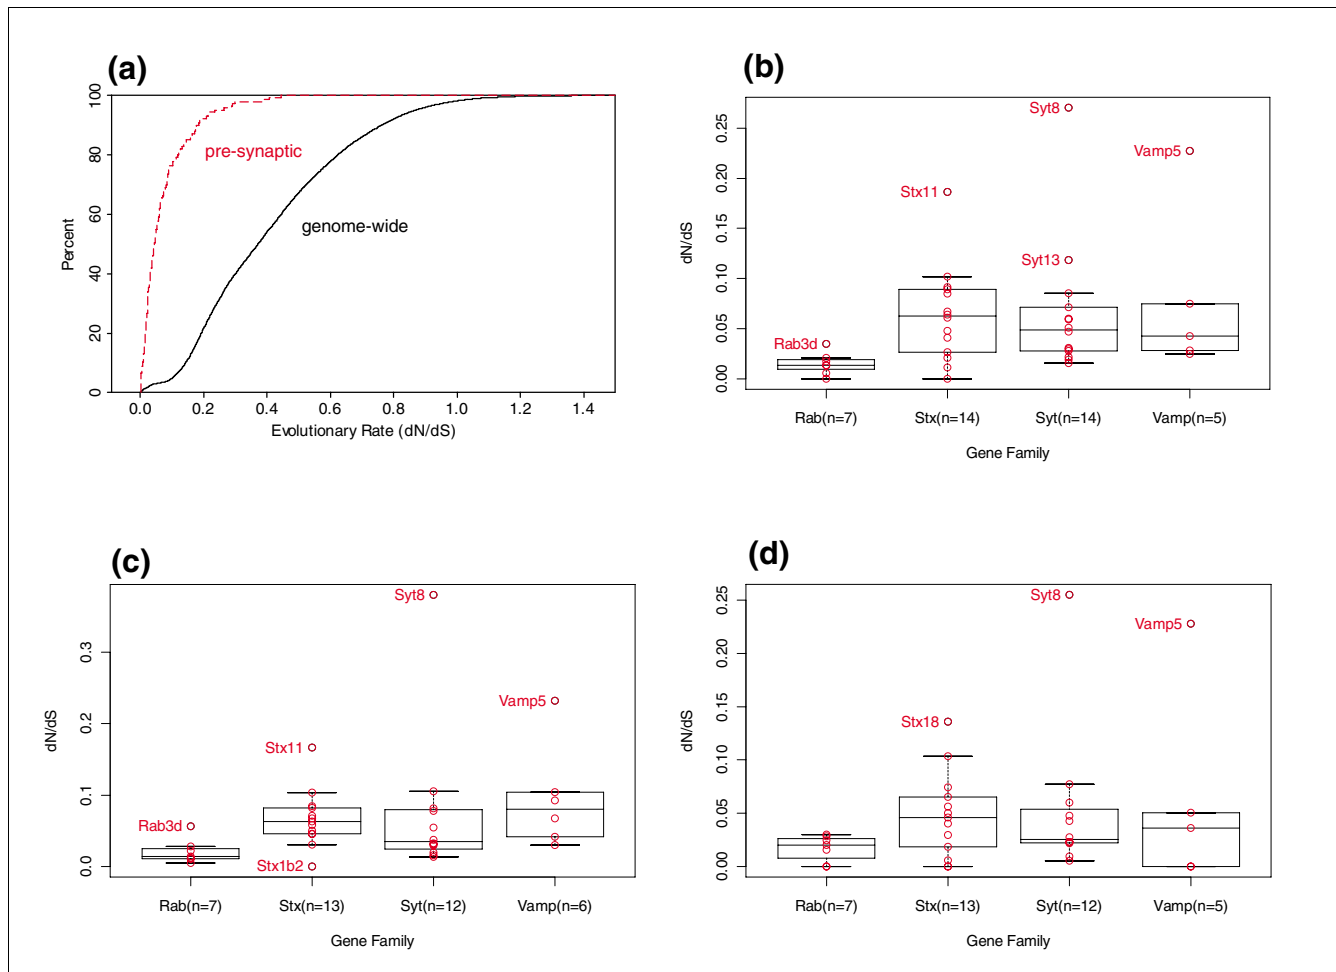 (a)
100
80
60
40
20
0
Percent
pre-synaptic
genome-wide
0.0 0.2 0.4 0.6 0.8 1.0 1.2 1.4
Evolutionary Rate (dN/dS)
(b)
0.25
0.20
0.15
0.10
0.05
0.00
dN/dS
Syt8
Vamp5
Stx11
Syt13
Rab3d
Rab(n=7) Stx(n=14) Syt(n=14) Vamp(n=5)
Gene Family
(c)
0.3
0.2
0.1
0.0
dN/dS
Syt8
Vamp5
Stx11
Rab3d
Stx1b2
Rab(n=7) Stx(n=13) Syt(n=12) Vamp(n=6)
Gene Family
(d)
0.25
0.20
0.15
0.10
0.05
0.00
dN/dS
Syt8
Vamp5
Stx18
Rab(n=7) Stx(n=13) Syt(n=12) Vamp(n=5)
Gene Family